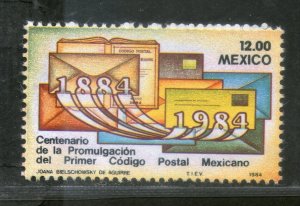 CODIGO POSTAL
12.00
MEXICO
1884
1984
Centenario
de la Promulgación
del Primer Código Postal Mexicano
JOANA BIELSCHOWSKY DE AGUIRRE
T.I.E.V.
1984